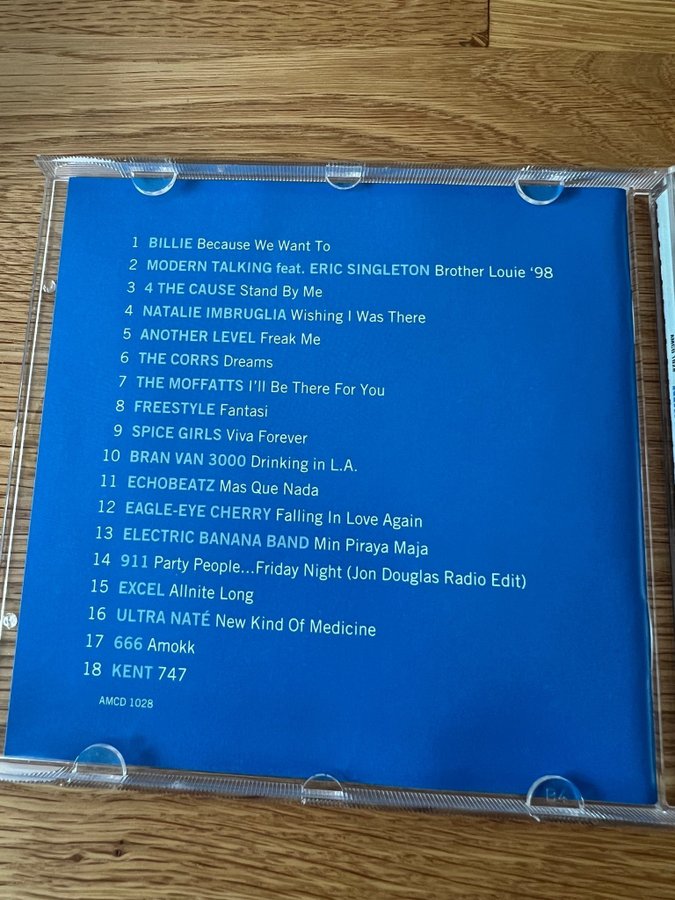 1 BILLIE Because We Want To
2 MODERN TALKING feat. ERIC SINGLETON Brother Louie ‘98
3 4 THE CAUSE Stand By Me
4 NATALIE IMBRUGLIA Wishing I Was There
5 ANOTHER LEVEL Freak Me
6 THE CORRS Dreams
7 THE MOFFATTS I’ll Be There For You
8 FREESTYLE Fantasi
9 SPICE GIRLS Viva Forever
10 BRAN VAN 3000 Drinking in L.A.
11 ECHOBEATZ Mas Que Nada
12 EAGLE-EYE CHERRY Falling In Love Again
13 ELECTRIC BANANA BAND Min Piraya Maja
14 911 Party People...Friday Night (Jon Douglas Radio Edit)
15 EXCEL Allnite Long
16 ULTRA NATÉ New Kind Of Medicine
17 666 Amokk
18 KENT 747
AMCD 1028